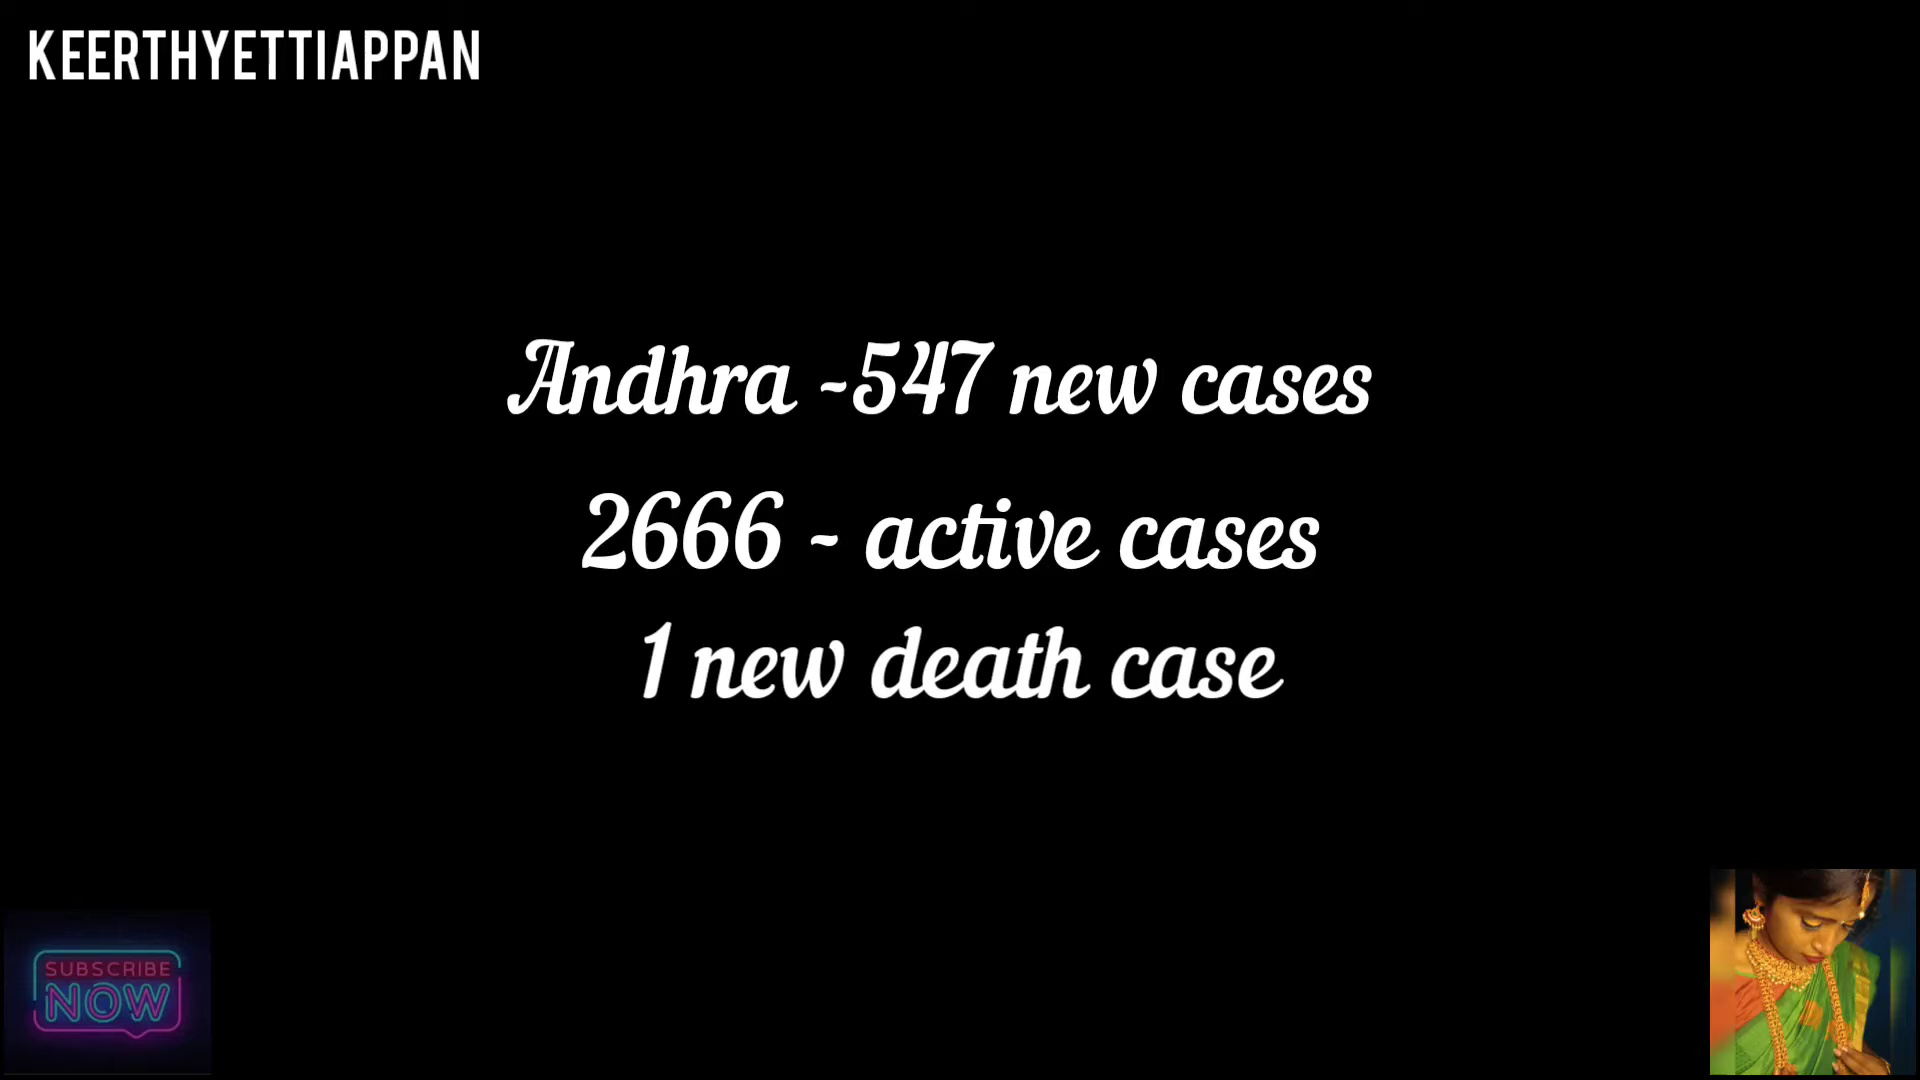 KEERTHYETTIAPPAN
Andhra -547 new cases
2666 - active cases
1 new death case
SUBSCRIBE
NOW